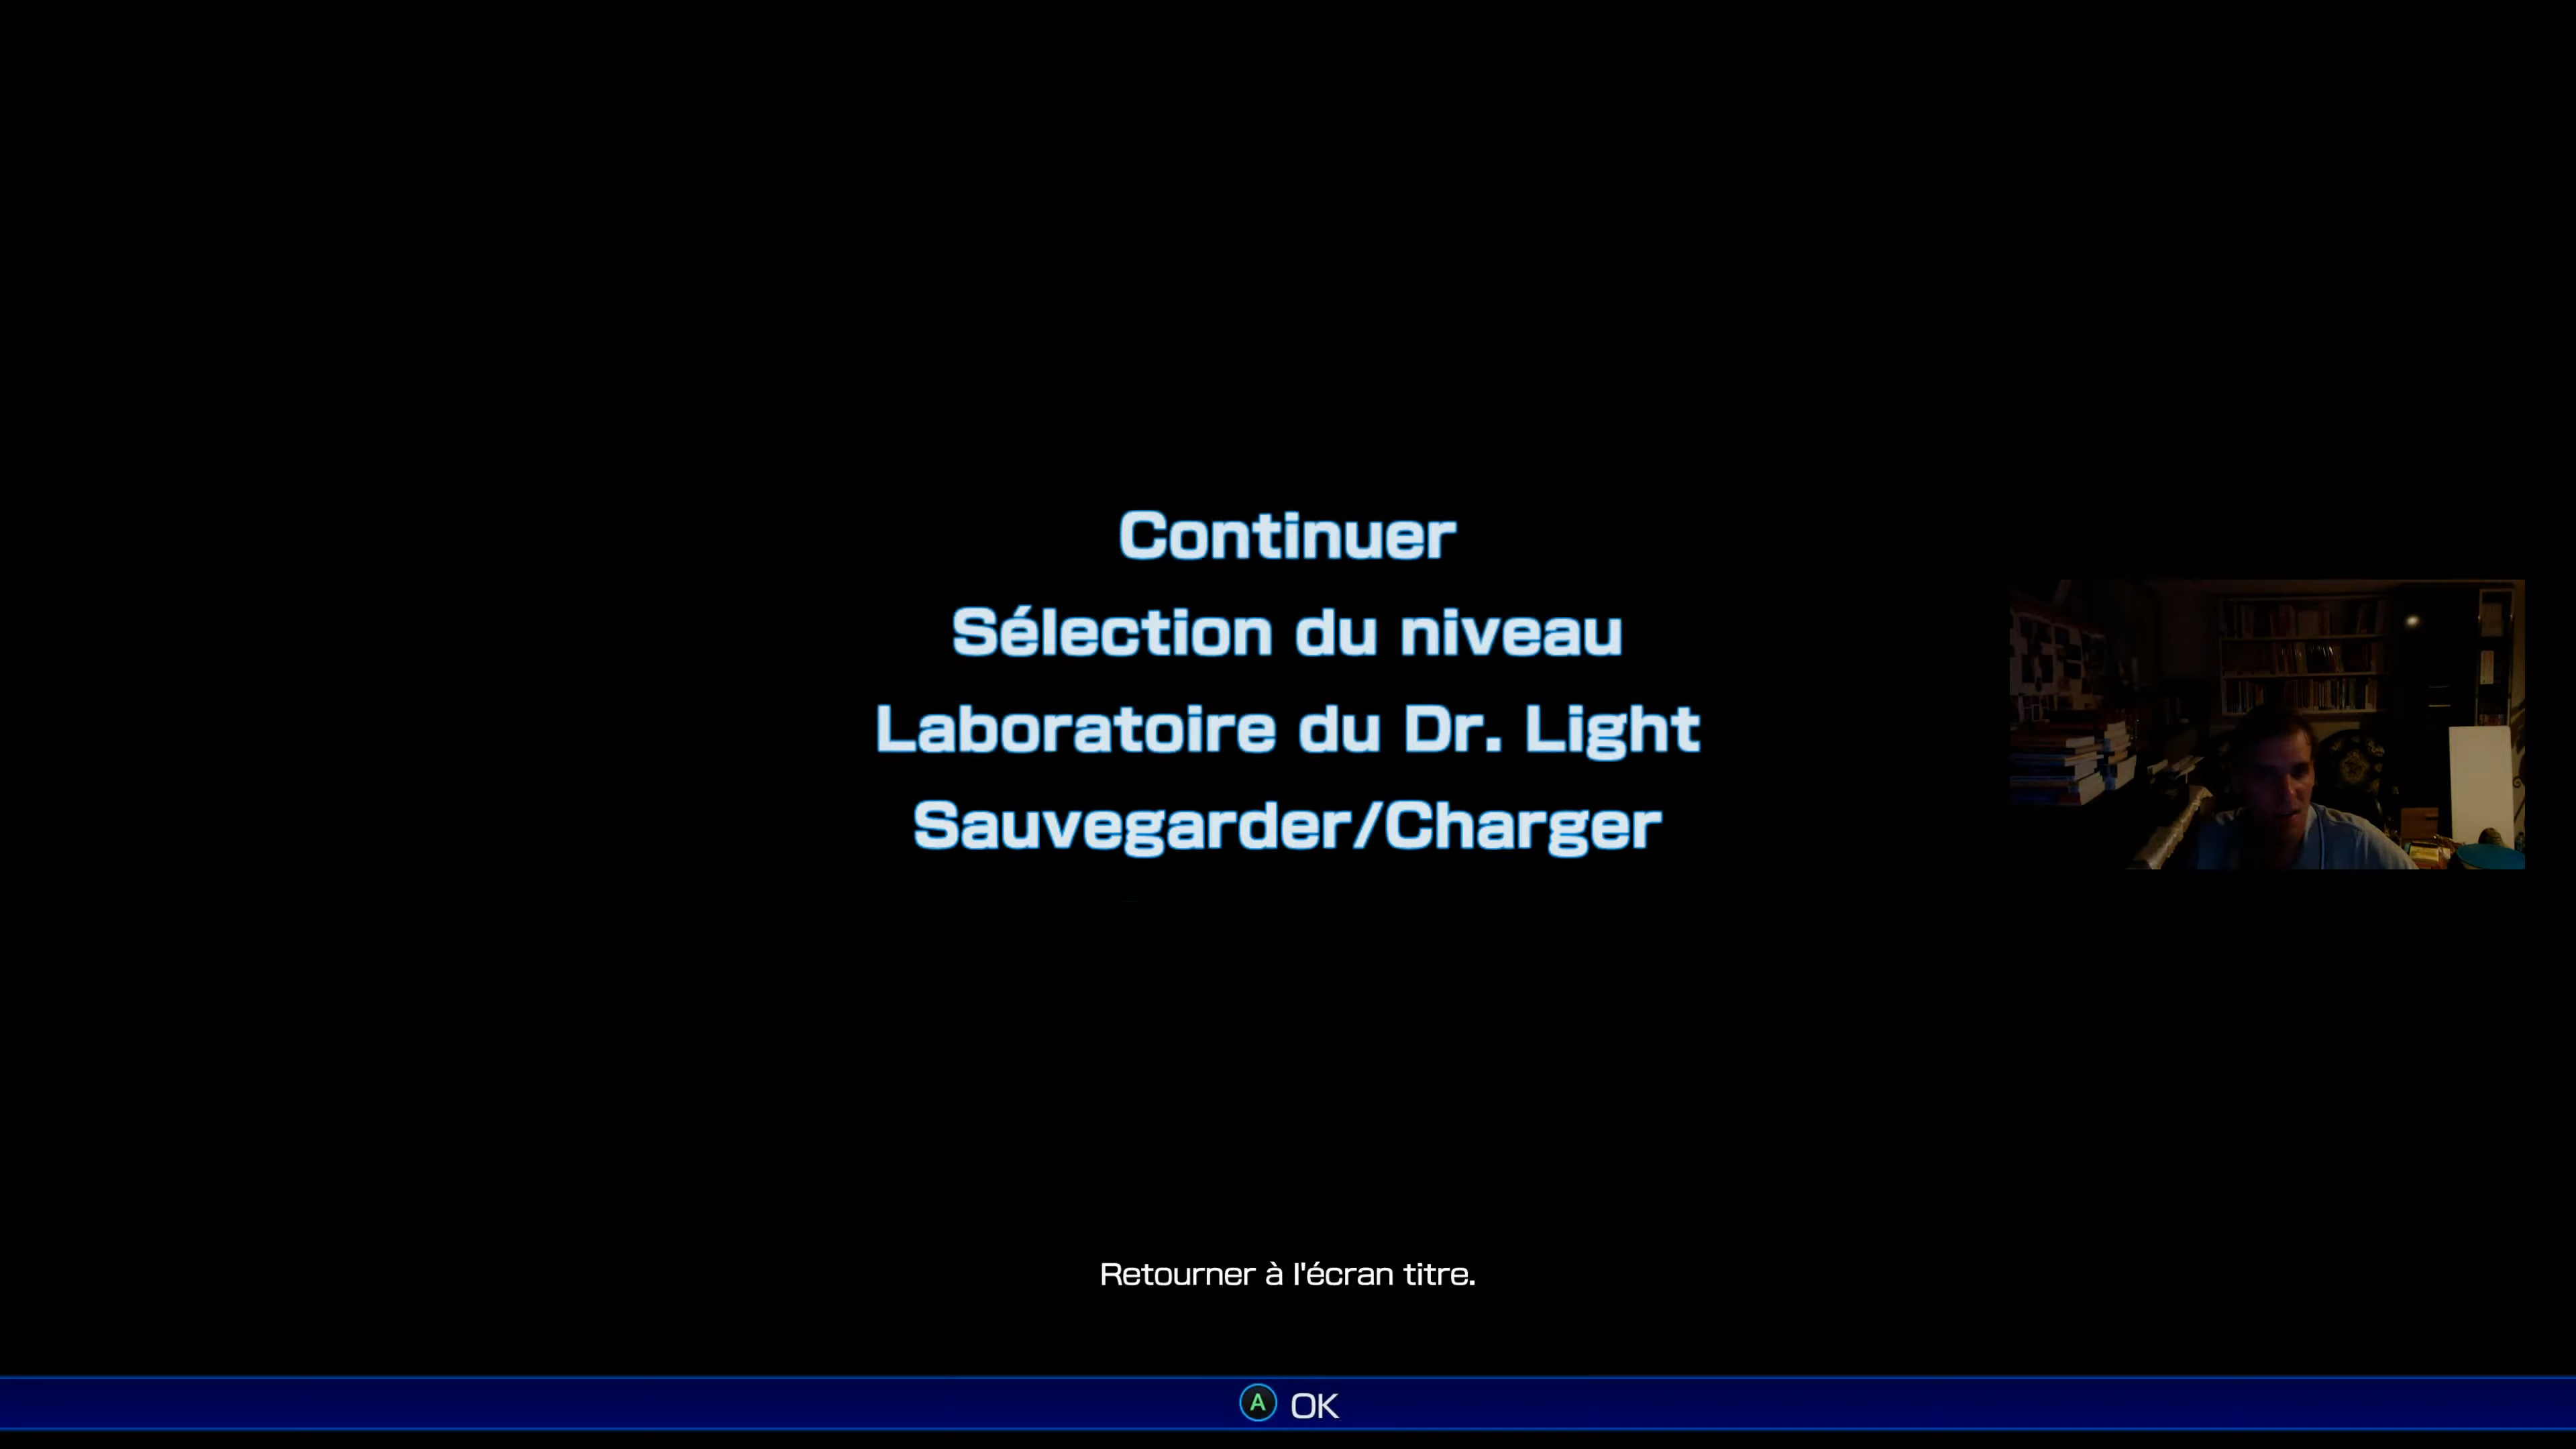 Continuer
Sélection du niveau
Laboratoire du Dr. Light
Sauvegarder/Charger
Retourner à l'écran titre.
A OK